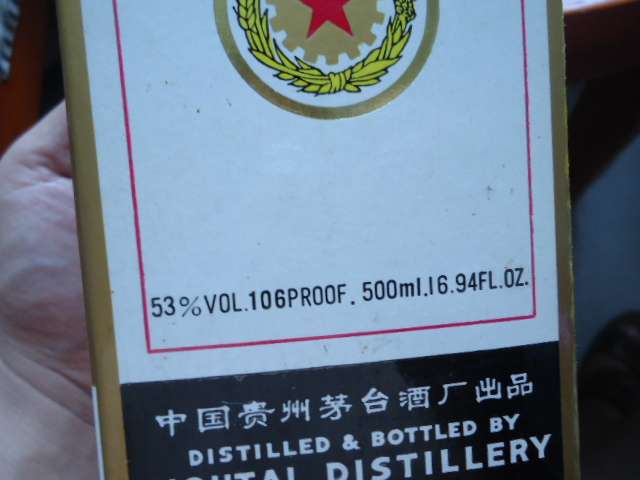 53%VOL.106PROOF. 500ml.16.94FL.OZ.
中国贵州茅台酒厂出品
DISTILLED & BOTTLED BY
DISTILLERY